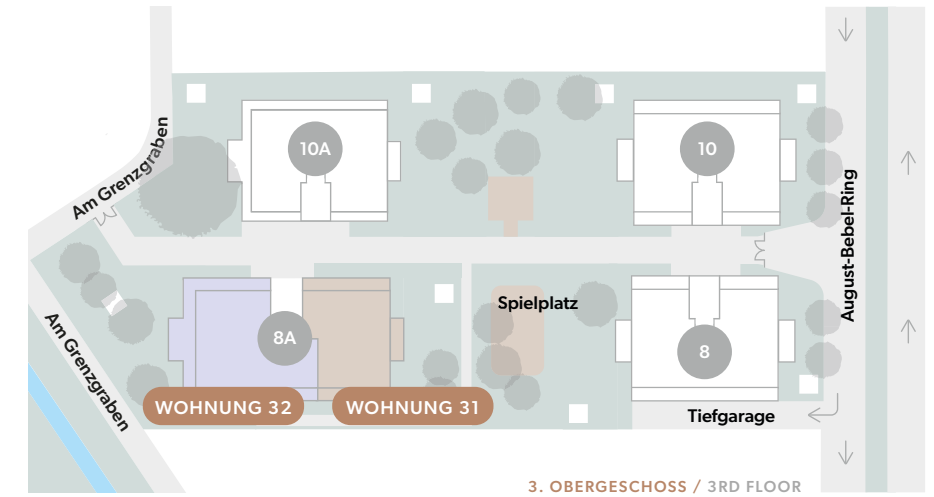 Am Grenzgraben
10A
10
August-Bebel-Ring
Spielplatz
Am Grenzgraben
8A
8
WOHNUNG 32
WOHNUNG 31
Tiefgarage
3. OBERGESCHOSS / 3RD FLOOR